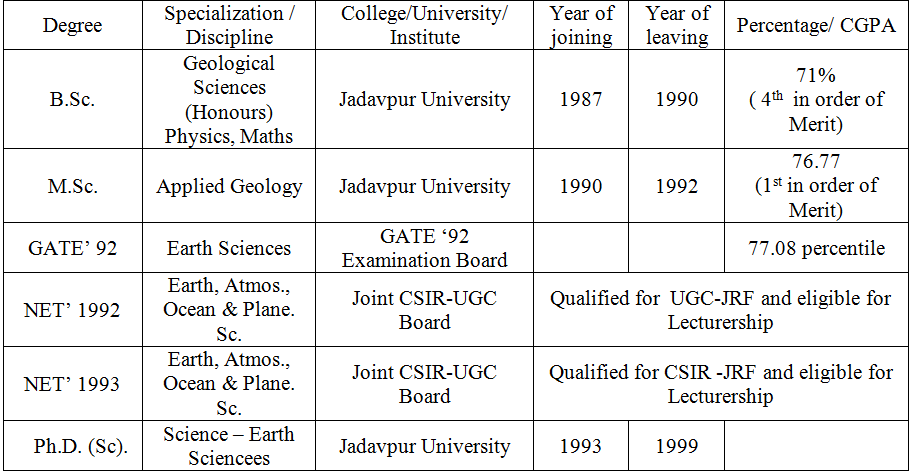 Degree
Specialization /
Discipline
College/University/
Institute
Year of
joining
Year of
leaving
Percentage/ CGPA
B.Sc.
Geological
Sciences
(Honours)
Physics, Maths
Jadavpur University
1987
1990
71%
( 4th in order of
Merit)
M.Sc.
Applied Geology
Jadavpur University
1990
1992
76.77
(1st in order of
Merit)
GATE’ 92
Earth Sciences
GATE ‘92
Examination Board
77.08 percentile
NET’ 1992
Earth, Atmos.,
Ocean & Plane.
Sc.
Joint CSIR-UGC
Board
Qualified for UGC-JRF and eligible for
Lecturership
NET’ 1993
Earth, Atmos.,
Ocean & Plane.
Sc.
Joint CSIR-UGC
Board
Qualified for CSIR -JRF and eligible for
Lecturership
Ph.D. (Sc).
Science – Earth
Sciencees
Jadavpur University
1993
1999